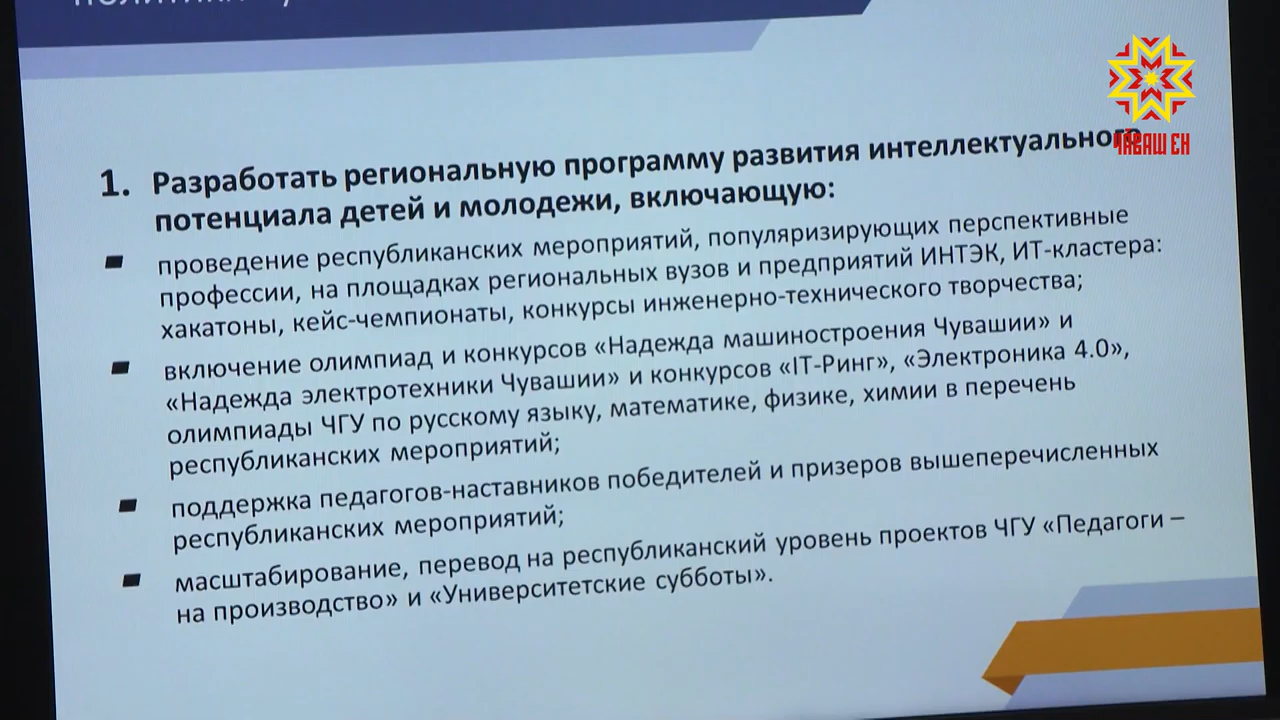 ЧӐВАШ ЕН
1. Разработать региональную программу развития интеллектуального
потенциала детей и молодежи, включающую:
проведение республиканских мероприятий, популяризирующих перспективные
профессии, на площадках региональных вузов и предприятий ИНТЭК, ИТ-кластера:
хакатоны, кейс-чемпионаты, конкурсы инженерно-технического творчества;
включение олимпиад и конкурсов «Надежда машиностроения Чувашии» и
«Надежда электротехники Чувашии» и конкурсов «IT-Ринг», «Электроника 4.0»,
олимпиады ЧГУ по русскому языку, математике, физике, химии в перечень
республиканских мероприятий;
поддержка педагогов-наставников победителей и призеров вышеперечисленных
республиканских мероприятий;
масштабирование, перевод на республиканский уровень проектов ЧГУ «Педагоги –
на производство» и «Университетские субботы».